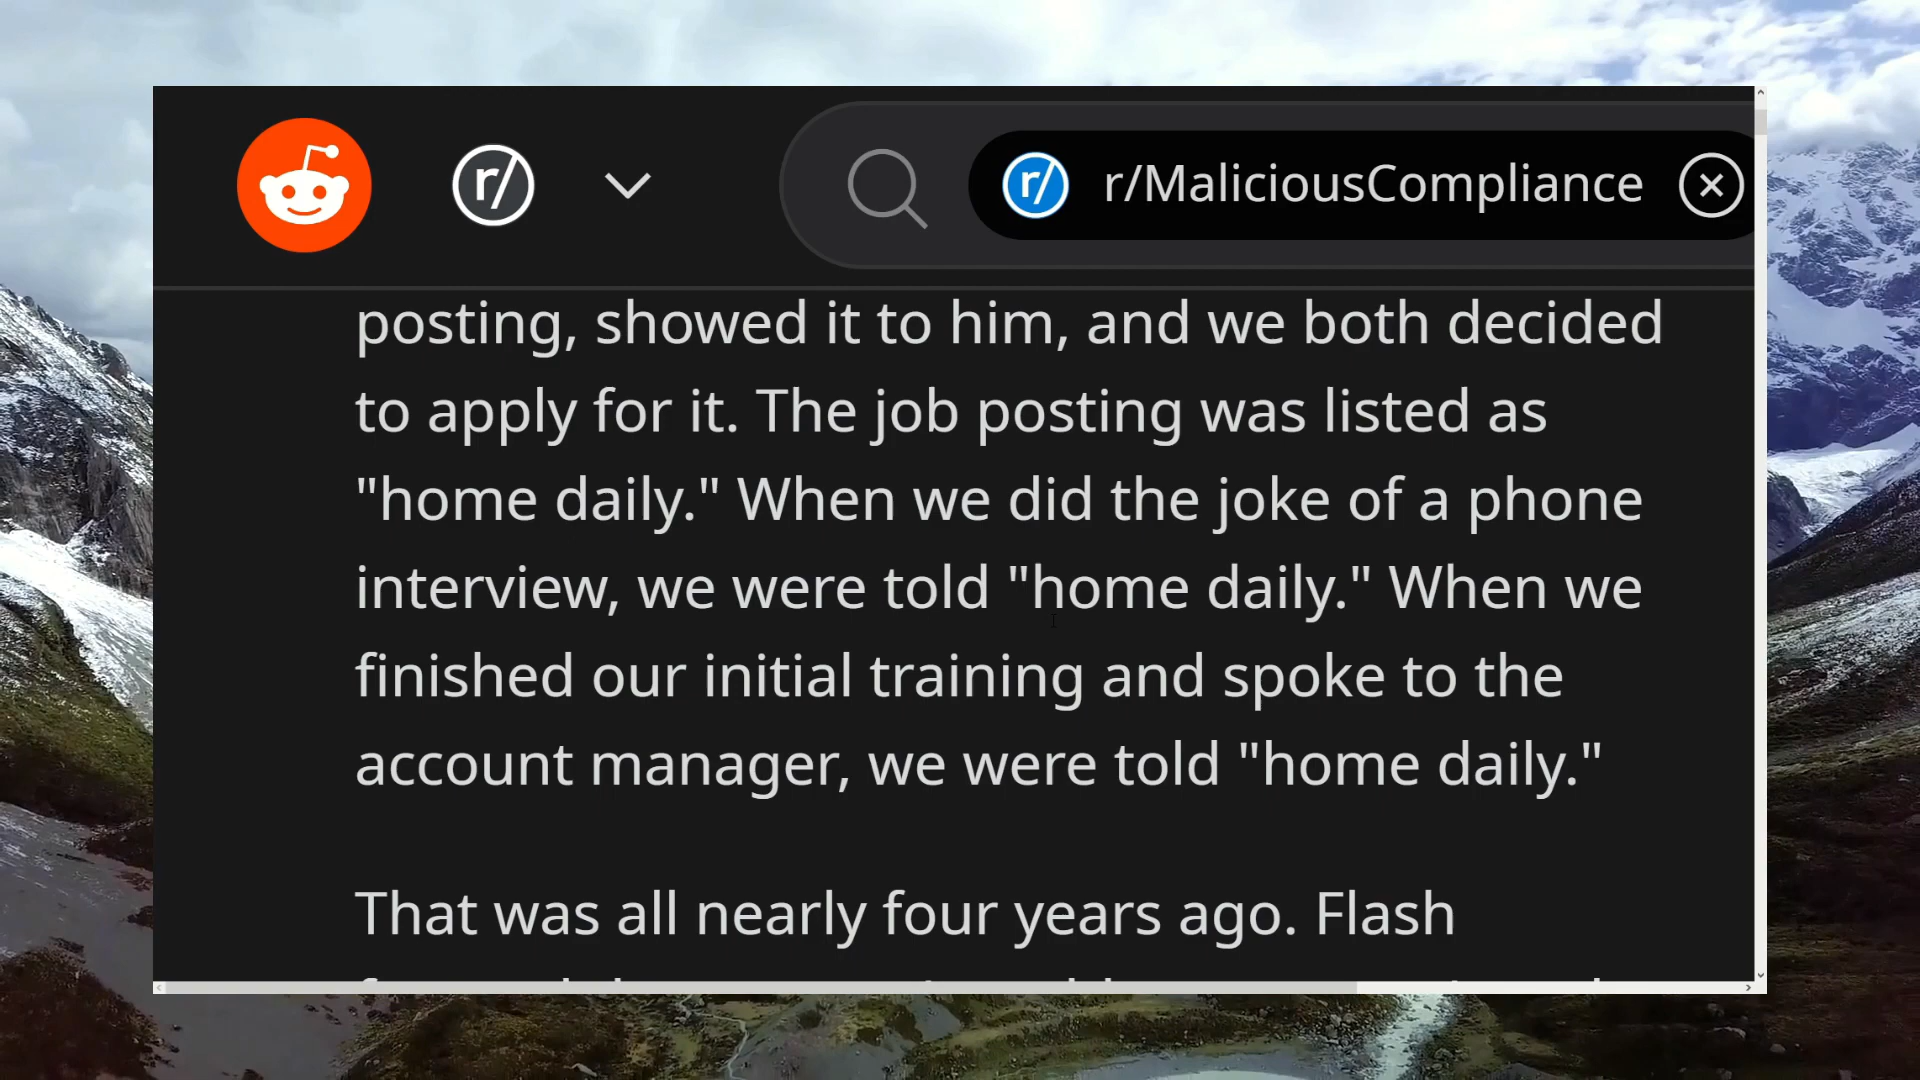 r/
r/
r/MaliciousCompliance
posting, showed it to him, and we both decided
to apply for it. The job posting was listed as
"home daily." When we did the joke of a phone
interview, we were told "home daily." When we
finished our initial training and spoke to the
account manager, we were told "home daily."
That was all nearly four years ago. Flash